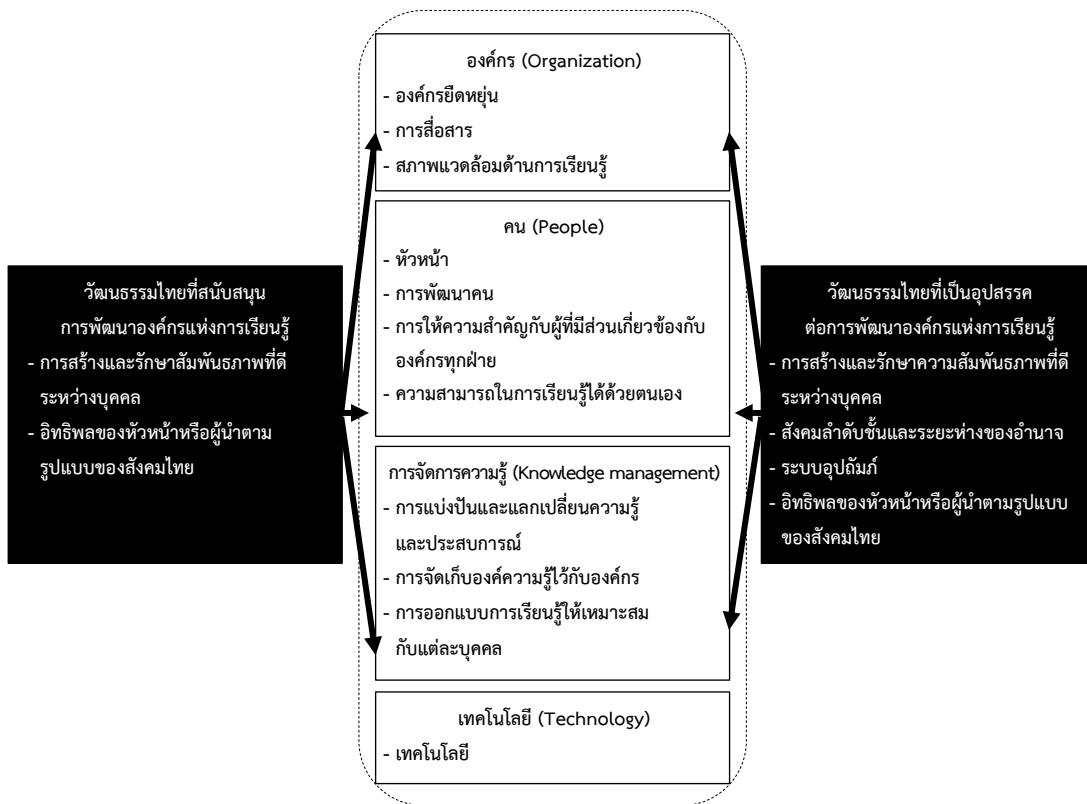 องค์กร (Organization)
- องค์กรยืดหยุ่น
- การสื่อสาร
- สภาพแวดล้อมด้านการเรียนรู้
คน (People)
- หัวหน้า
- การพัฒนาคน
- การให้ความสำคัญกับผู้ที่มีส่วนเกี่ยวข้องกับ
องค์กรทุกฝ่าย
- ความสามารถในการเรียนรู้ได้ด้วยตนเอง
การจัดการความรู้ (Knowledge management)
- การแบ่งปันและแลกเปลี่ยนความรู้
และประสบการณ์
- การจัดเก็บองค์ความรู้ไว้กับองค์กร
- การออกแบบการเรียนรู้ให้เหมาะสม
กับแต่ละบุคคล
เทคโนโลยี (Technology)
- เทคโนโลยี
วัฒนธรรมไทยที่สนับสนุน
การพัฒนาองค์กรแห่งการเรียนรู้
- การสร้างและรักษาสัมพันธภาพที่ดี
ระหว่างบุคคล
- อิทธิพลของหัวหน้าหรือผู้นำตาม
รูปแบบของสังคมไทย
วัฒนธรรมไทยที่เป็นอุปสรรค
ต่อการพัฒนาองค์กรแห่งการเรียนรู้
- การสร้างและรักษาความสัมพันธภาพที่ดี
ระหว่างบุคคล
- สังคมลำดับชั้นและระยะห่างของอำนาจ
- ระบบอุปถัมภ์
- อิทธิพลของหัวหน้าหรือผู้นำตามรูปแบบ
ของสังคมไทย